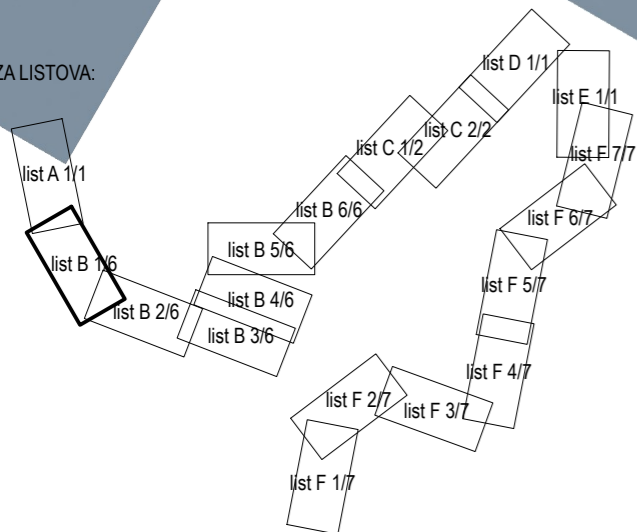 ZA LISTOVA:
list A 1/1
list B 1/6
list B 2/6
list B 3/6
list B 4/6
list B 5/6
list B 6/6
list C 1/2
list C 2/2
list D 1/1
list E 1/1
list F 7/7
list F 6/7
list F 5/7
list F 4/7
list F 3/7
list F 2/7
list F 1/7